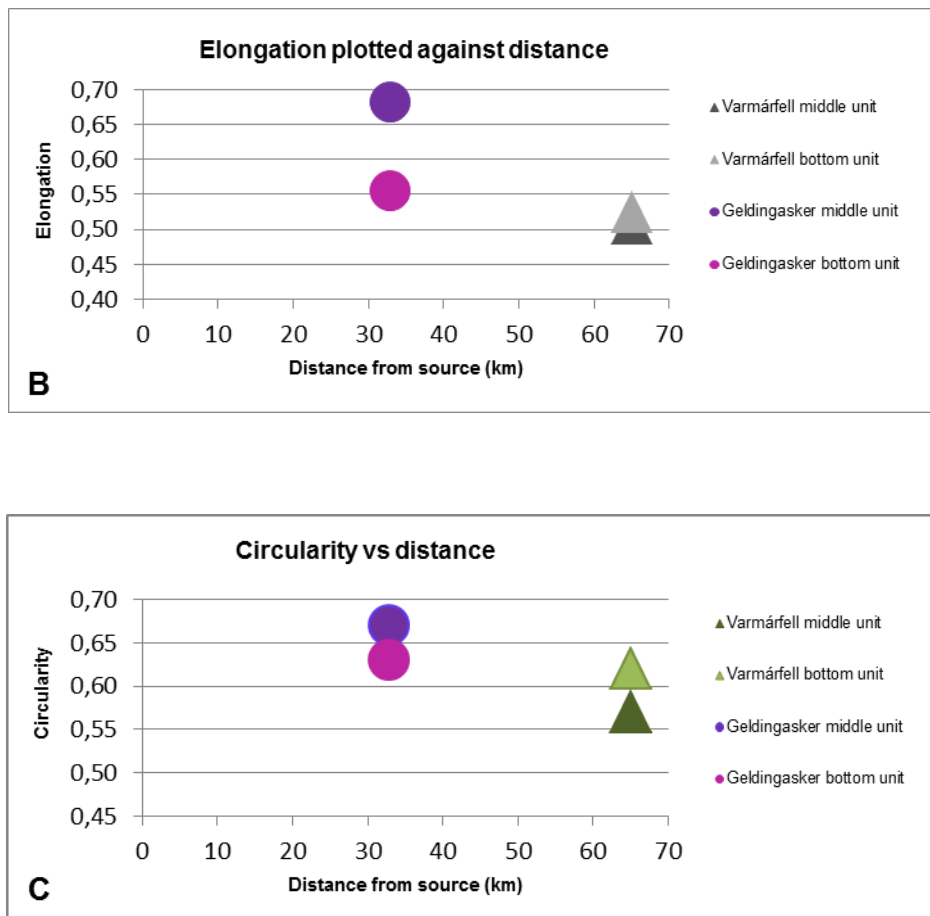 Elongation plotted against distance
0,70
0,65
0,60
0,55
0,50
0,45
0,40
Elongation
0 10 20 30 40 50 60 70
Distance from source (km)
Varmárfell middle unit
Varmárfell bottom unit
Geldingasker middle unit
Geldingasker bottom unit
B
Circularity vs distance
0,70
0,65
0,60
0,55
0,50
0,45
Circularity
0 10 20 30 40 50 60 70
Distance from source (km)
Varmárfell middle unit
Varmárfell bottom unit
Geldingasker middle unit
Geldingasker bottom unit
C